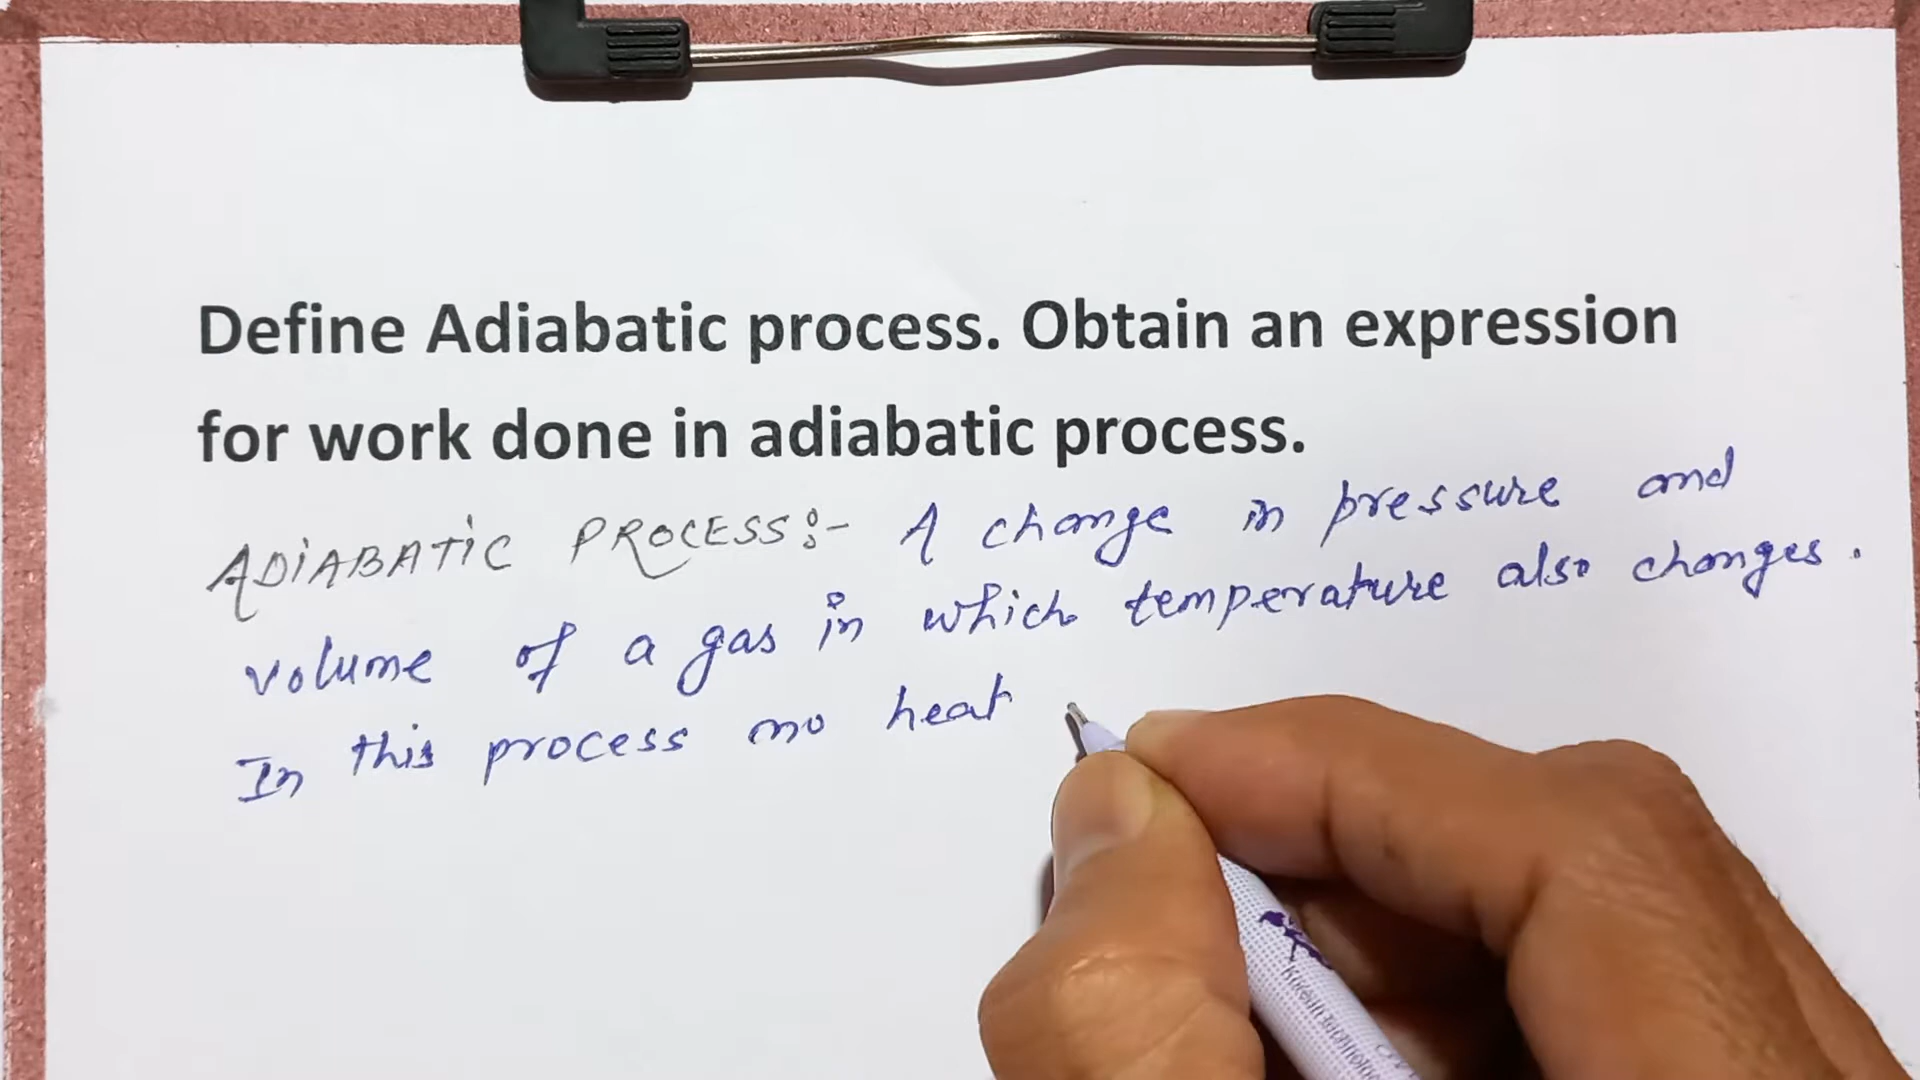 Define Adiabatic process. Obtain an expression
for work done in adiabatic process.
ADIABATIC PROCESS:- A change in pressure and
volume of a gas in which temperature also changes.
In this process no heat